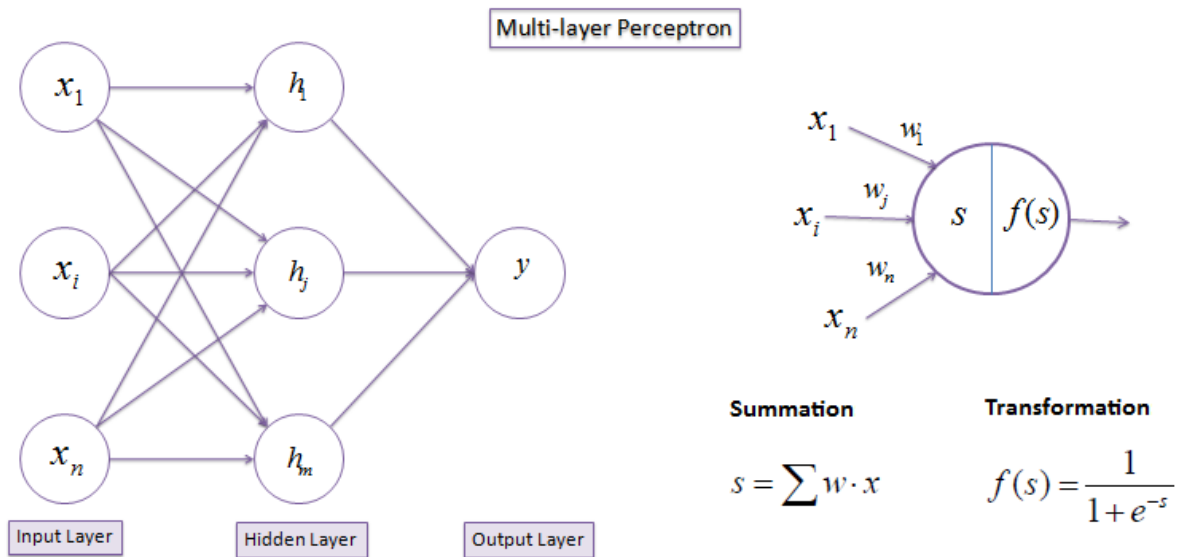 Multi-layer Perceptron
x₁
h₁
xᵢ
hⱼ
y
xₙ
hₘ
Input Layer
Hidden Layer
Output Layer
x₁
w₁
xᵢ
wⱼ
s
f(s)
wₙ
xₙ
Summation
Transformation
s = ∑ w · x
f(s) = 1 / (1 + e⁻ˢ)